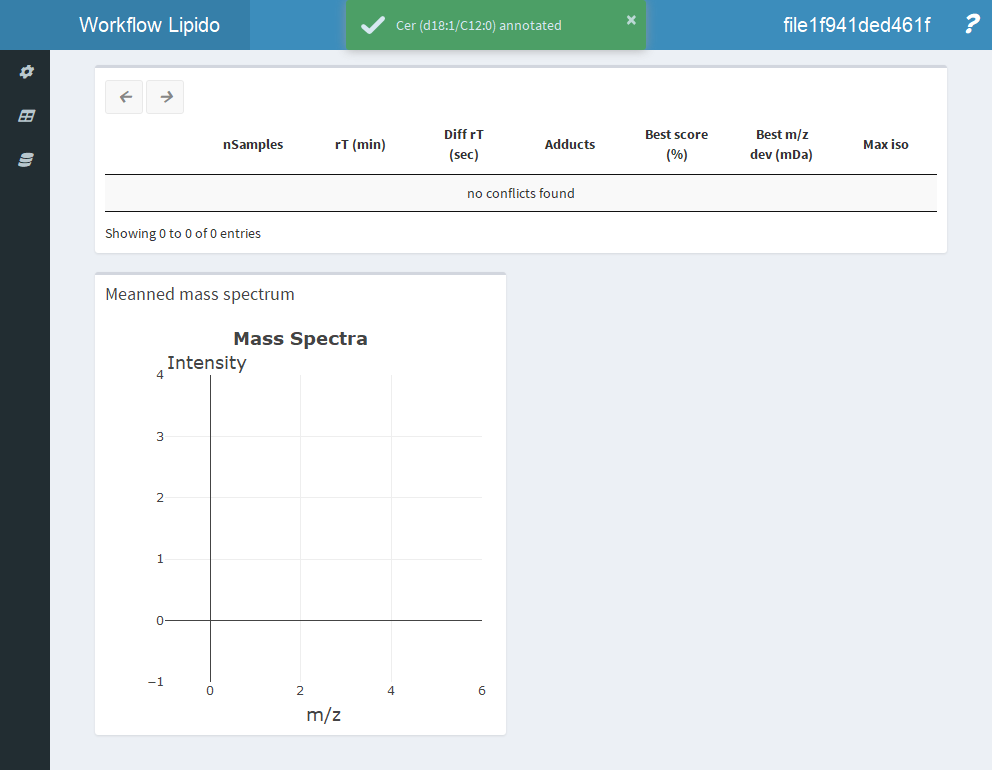 Workflow Lipido
Cer (d18:1/C12:0) annotated
×
file1f941ded461f
?
nSamples
rT (min)
Diff rT
(sec)
Adducts
Best score
(%)
Best m/z
dev (mDa)
Max iso
no conflicts found
Showing 0 to 0 of 0 entries
Meanned mass spectrum
Mass Spectra
Intensity
4
3
2
1
0
−1
0
2
4
6
m/z